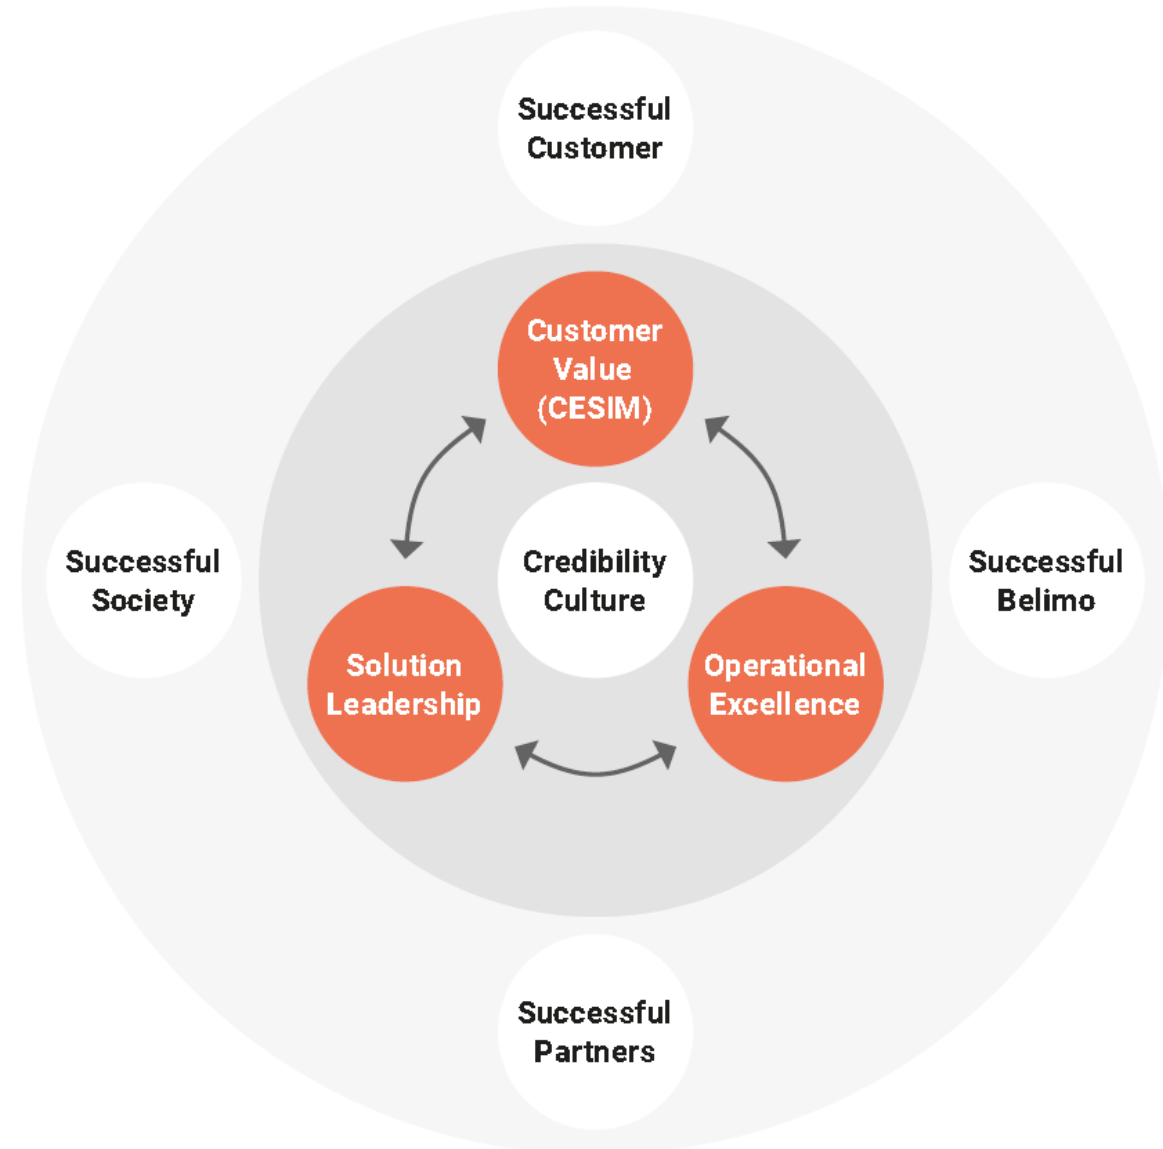 Successful
Customer
Customer
Value
(CESIM)
Successful
Society
Credibility
Culture
Successful
Belimo
Solution
Leadership
Operational
Excellence
Successful
Partners